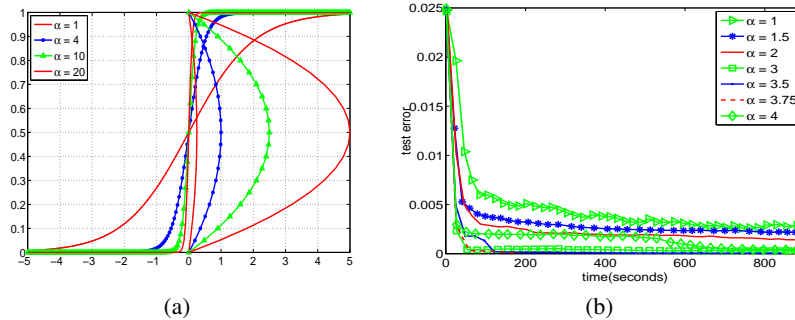 α = 1
α = 4
α = 10
α = 20
1
0.9
0.8
0.7
0.6
0.5
0.4
0.3
0.2
0.1
0
−5 −4 −3 −2 −1 0 1 2 3 4 5
(a)
0.025
0.02
0.015
0.01
0.005
0
test error
α = 1
α = 1.5
α = 2
α = 3
α = 3.5
α = 3.75
α = 4
0 200 400 600 800
time(seconds)
(b)